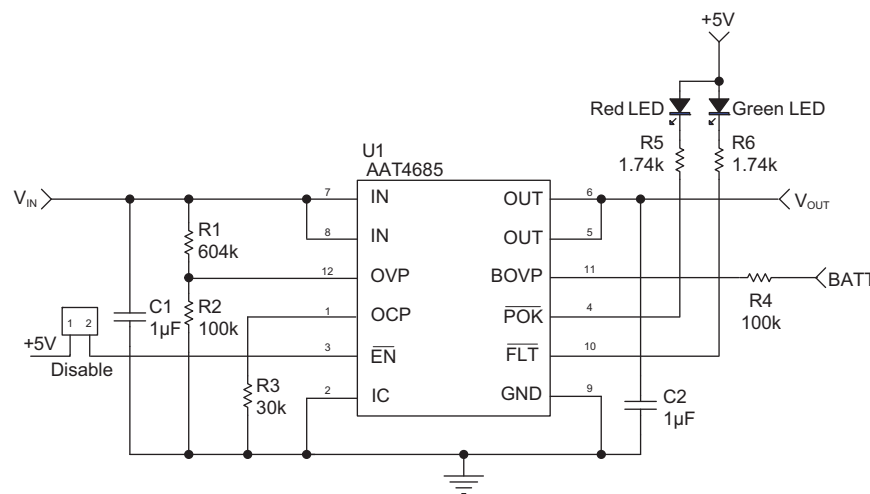 +5V
Red LED
Green LED
R5
1.74k
R6
1.74k
U1
AAT4685
VIN
7
IN
OUT
6
VOUT
R1
604k
8
IN
OUT
5
12
OVP
BOVP
11
BATT
R4
100k
C1
1µF
R2
100k
1
OCP
POK
4
1 2
+5V
Disable
3
EN
FLT
10
R3
30k
2
IC
GND
9
C2
1µF